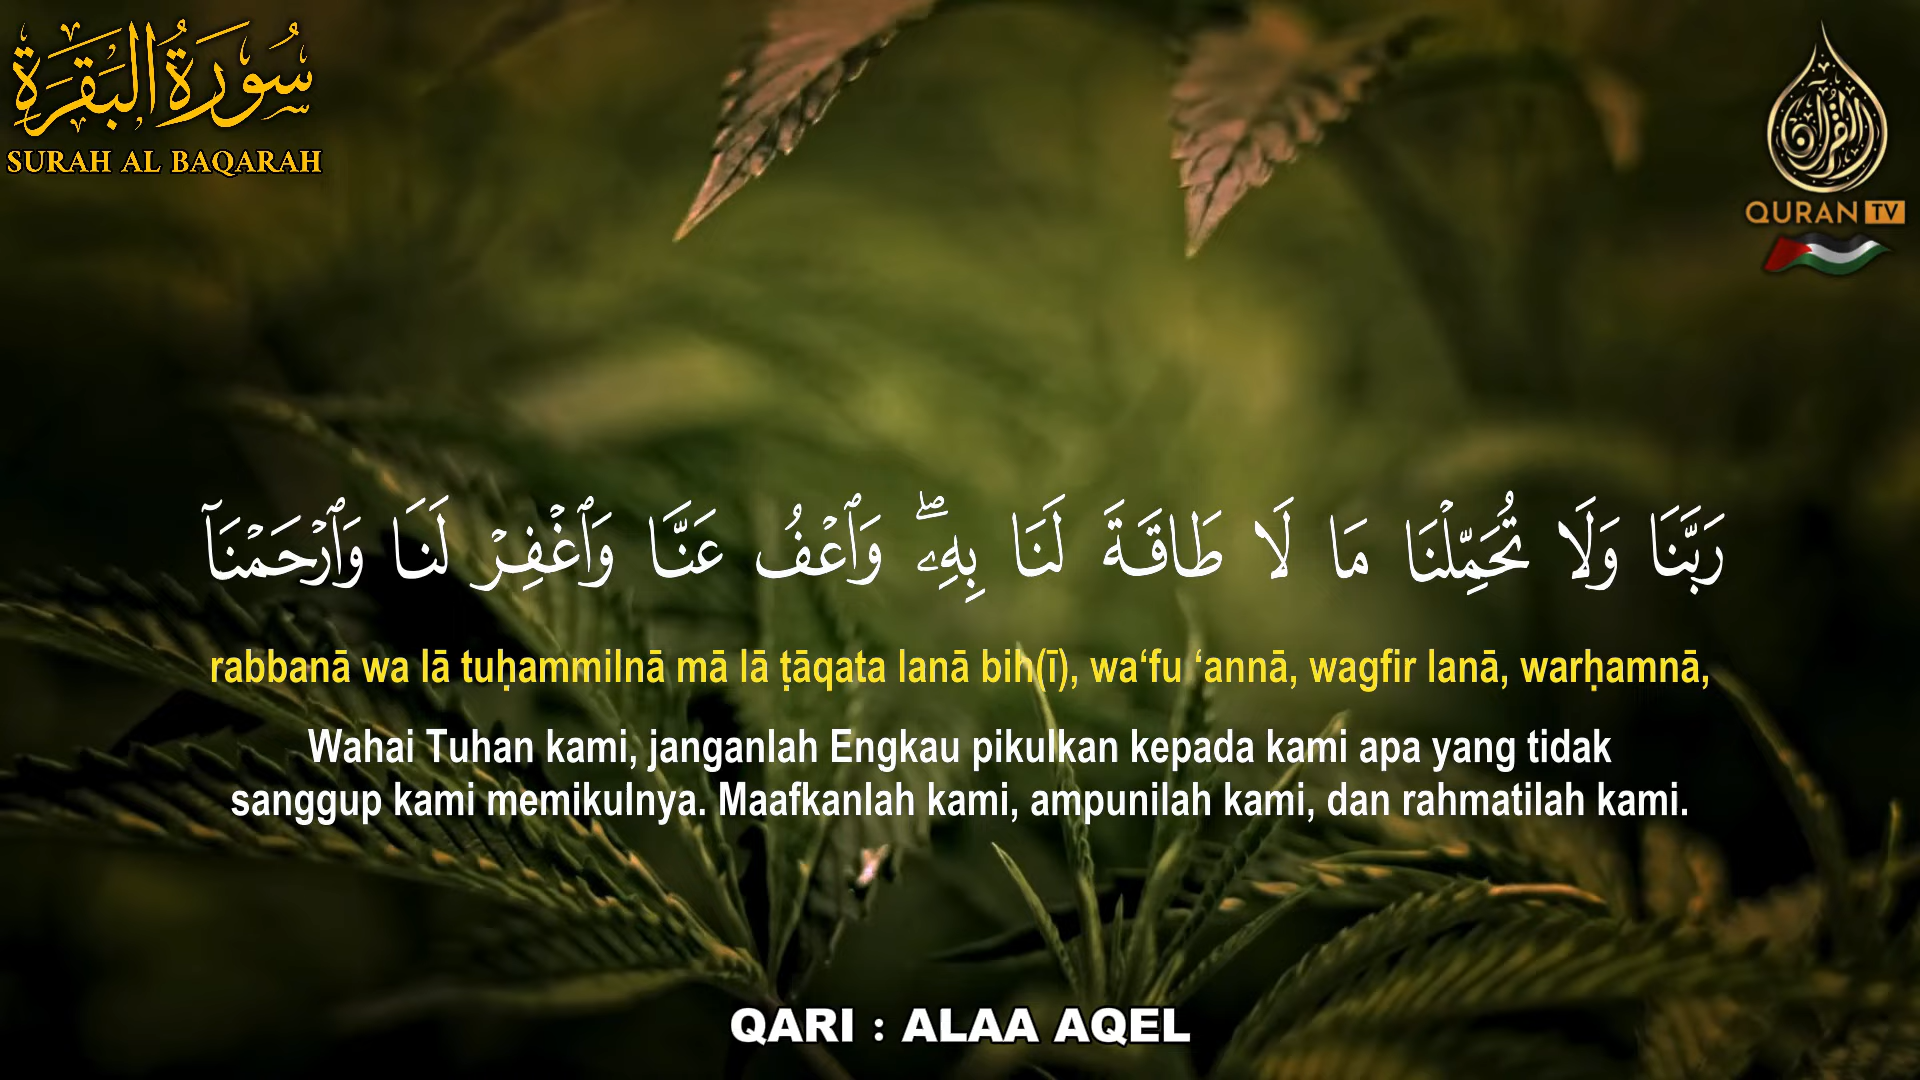 سُورَةُ البَقَرَةِ
SURAH AL BAQARAH
القرآن
QURAN TV
رَبَّنَا وَلَا تُحَمِّلْنَا مَا لَا طَاقَةَ لَنَا بِهِۦۖ وَٱعْفُ عَنَّا وَٱغْفِرْ لَنَا وَٱرْحَمْنَآ
rabbanā wa lā tuḥammilnā mā lā ṭāqata lanā bih(ī), wa‘fu ‘annā, wagfir lanā, warḥamnā,
Wahai Tuhan kami, janganlah Engkau pikulkan kepada kami apa yang tidak
sanggup kami memikulnya. Maafkanlah kami, ampunilah kami, dan rahmatilah kami.
QARI : ALAA AQEL